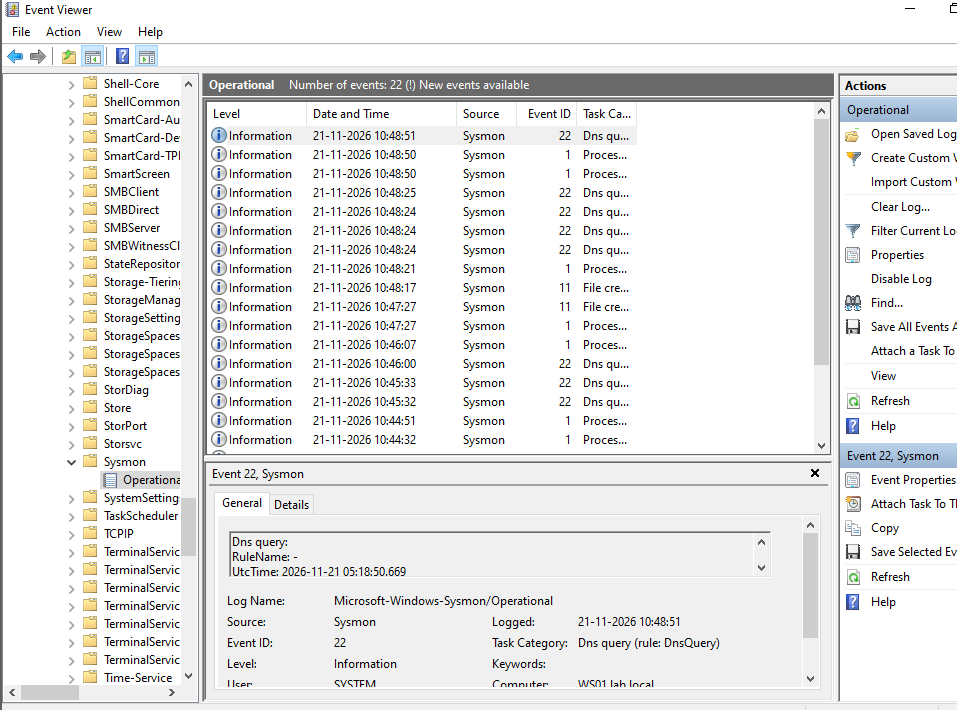 Event Viewer
File Action View Help
Shell-Core
ShellCommon
SmartCard-Au
SmartCard-De
SmartCard-TPI
SmartScreen
SMBClient
SMBDirect
SMBServer
SMBWitnessCl
StateRepositor
Storage-Tiering
StorageManag
StorageSetting
StorageSpaces
StorageSpaces
StorageSpaces
StorDiag
Store
StorPort
Storsvc
Sysmon
Operationa
SystemSetting
TaskScheduler
TCPIP
TerminalServic
TerminalServic
TerminalServic
TerminalServic
TerminalServic
TerminalServic
TerminalServic
Time-Service
Operational Number of events: 22 (!) New events available
Level Date and Time Source Event ID Task Ca...
Information 21-11-2026 10:48:51 Sysmon 22 Dns qu...
Information 21-11-2026 10:48:50 Sysmon 1 Proces...
Information 21-11-2026 10:48:50 Sysmon 1 Proces...
Information 21-11-2026 10:48:25 Sysmon 22 Dns qu...
Information 21-11-2026 10:48:24 Sysmon 22 Dns qu...
Information 21-11-2026 10:48:24 Sysmon 22 Dns qu...
Information 21-11-2026 10:48:24 Sysmon 22 Dns qu...
Information 21-11-2026 10:48:21 Sysmon 1 Proces...
Information 21-11-2026 10:48:17 Sysmon 11 File cre...
Information 21-11-2026 10:47:27 Sysmon 11 File cre...
Information 21-11-2026 10:47:27 Sysmon 1 Proces...
Information 21-11-2026 10:46:07 Sysmon 1 Proces...
Information 21-11-2026 10:46:00 Sysmon 22 Dns qu...
Information 21-11-2026 10:45:33 Sysmon 22 Dns qu...
Information 21-11-2026 10:45:32 Sysmon 22 Dns qu...
Information 21-11-2026 10:44:51 Sysmon 1 Proces...
Information 21-11-2026 10:44:32 Sysmon 1 Proces...
Event 22, Sysmon
General Details
Dns query:
RuleName: -
UtcTime: 2026-11-21 05:18:50.669
Log Name: Microsoft-Windows-Sysmon/Operational
Source: Sysmon Logged: 21-11-2026 10:48:51
Event ID: 22 Task Category: Dns query (rule: DnsQuery)
Level: Information Keywords:
User: SYSTEM Computer: WS01.lab.local
Actions
Operational
Open Saved Log
Create Custom V
Import Custom V
Clear Log...
Filter Current Lo
Properties
Disable Log
Find...
Save All Events A
Attach a Task To
View
Refresh
Help
Event 22, Sysmon
Event Properties
Attach Task To Th
Copy
Save Selected Ev
Refresh
Help